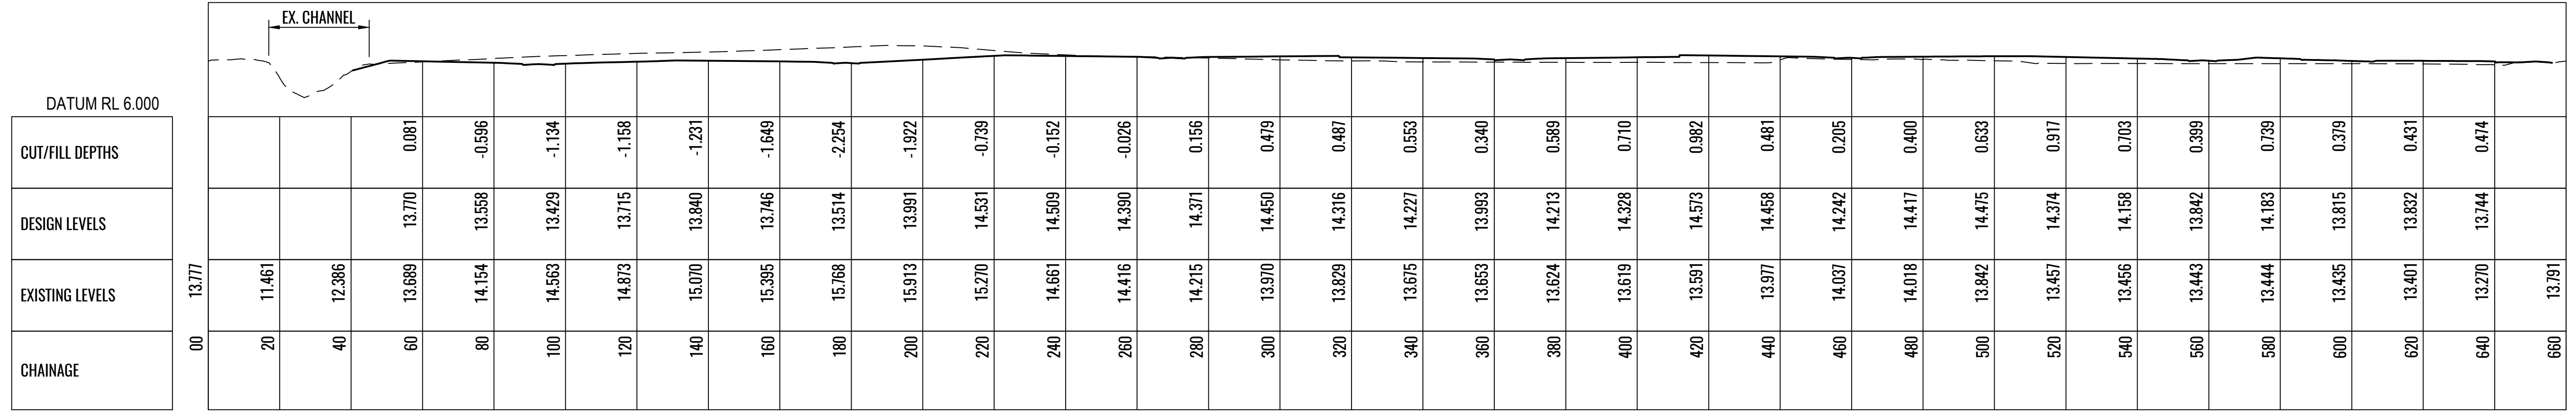 EX. CHANNEL
DATUM RL 6.000
CUT/FILL DEPTHS 0.081 -0.596 -1.134 -1.158 -1.231 -1.649 -2.254 -1.922 -0.739 -0.152 -0.026 0.156 0.479 0.487 0.553 0.340 0.589 0.710 0.982 0.481 0.205 0.400 0.633 0.917 0.703 0.399 0.739 0.379 0.431 0.474
DESIGN LEVELS 13.770 13.558 13.429 13.715 13.840 13.746 13.514 13.991 14.531 14.509 14.390 14.371 14.450 14.316 14.227 13.993 14.213 14.328 14.573 14.458 14.242 14.417 14.475 14.374 14.158 13.842 14.183 13.815 13.832 13.744
EXISTING LEVELS 13.777 11.461 12.386 13.689 14.154 14.563 14.873 15.070 15.395 15.768 15.913 15.270 14.661 14.416 14.215 13.970 13.829 13.675 13.653 13.624 13.619 13.591 13.977 14.037 14.018 13.842 13.457 13.456 13.443 13.444 13.435 13.401 13.270 13.791
CHAINAGE 00 20 40 60 80 100 120 140 160 180 200 220 240 260 280 300 320 340 360 380 400 420 440 460 480 500 520 540 560 580 600 620 640 660